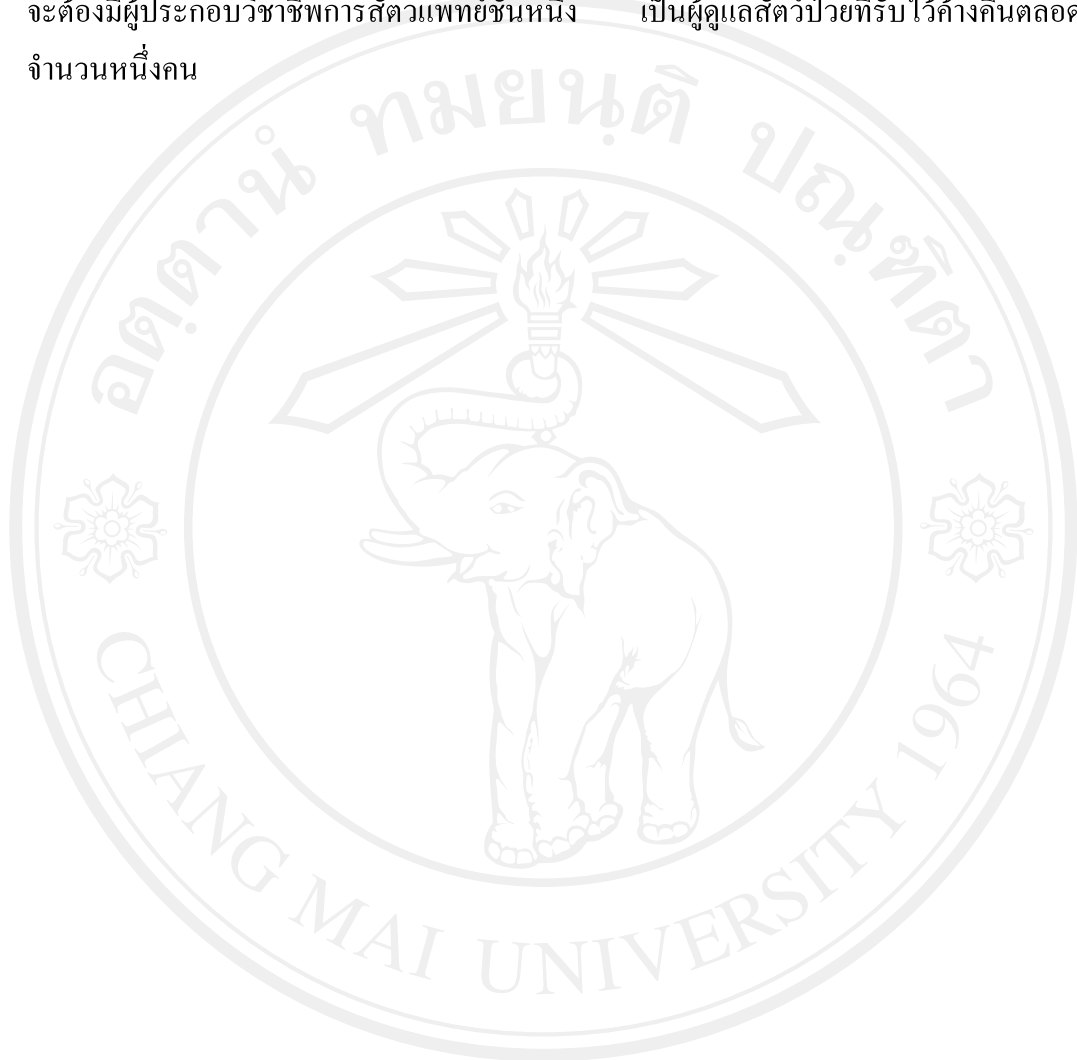 จะต้องมีผู้ประกอบวิชาชีพการสัตวแพทย์ชั้นหนึ่ง เป็นผู้ดูแลสัตว์ป่วยที่รับไว้ค้างคืนตลอด
จำนวนหนึ่งคน
อตฺตานํ ทมยนฺติ ปณฺฑิตา
CHIANG MAI UNIVERSITY 1964